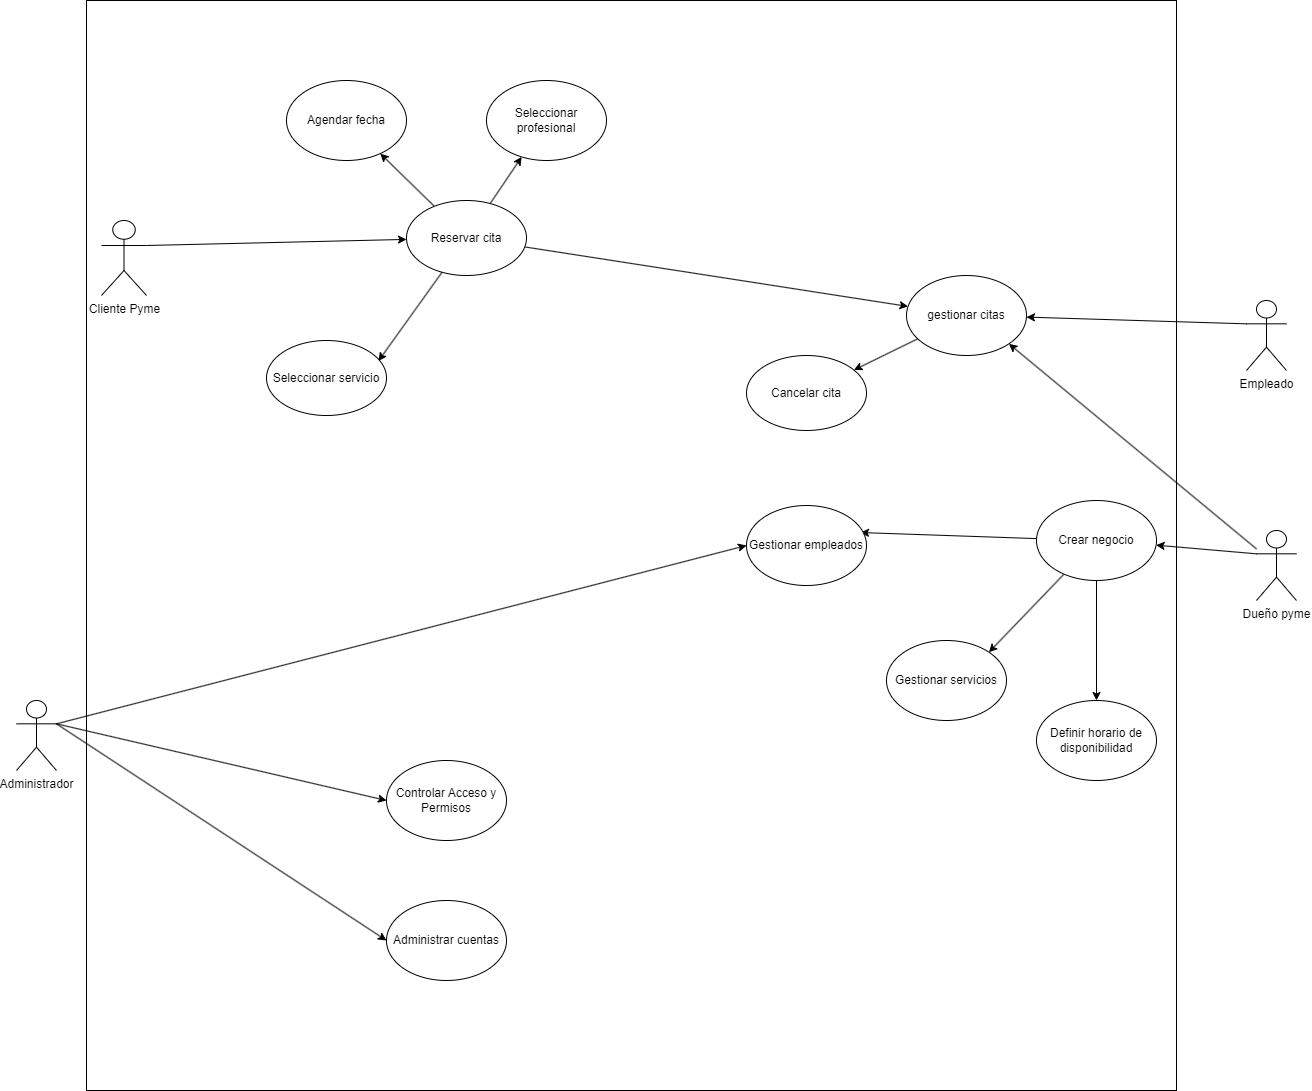 Agendar fecha
Seleccionar
profesional
Reservar cita
Cliente Pyme
gestionar citas
Seleccionar servicio
Cancelar cita
Empleado
Gestionar empleados
Crear negocio
Dueño pyme
Gestionar servicios
Definir horario de
disponibilidad
Administrador
Controlar Acceso y
Permisos
Administrar cuentas